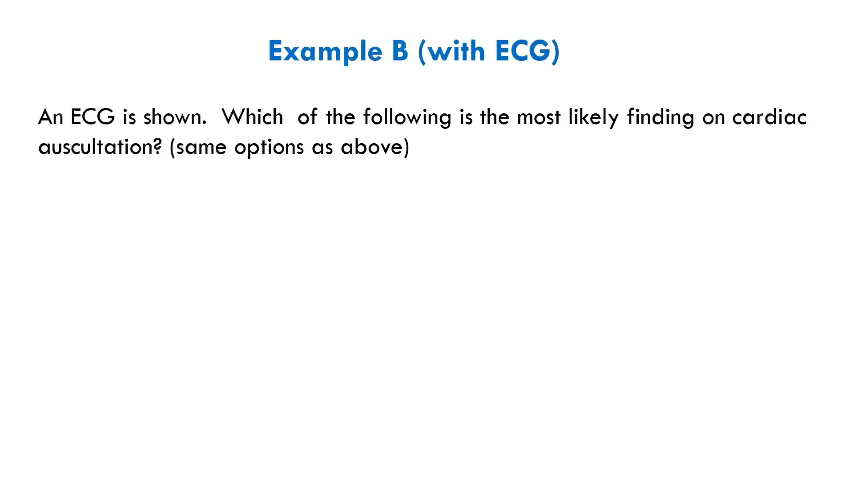 Example B (with ECG)
An ECG is shown.  Which  of the following is the most likely finding on cardiac
auscultation? (same options as above)